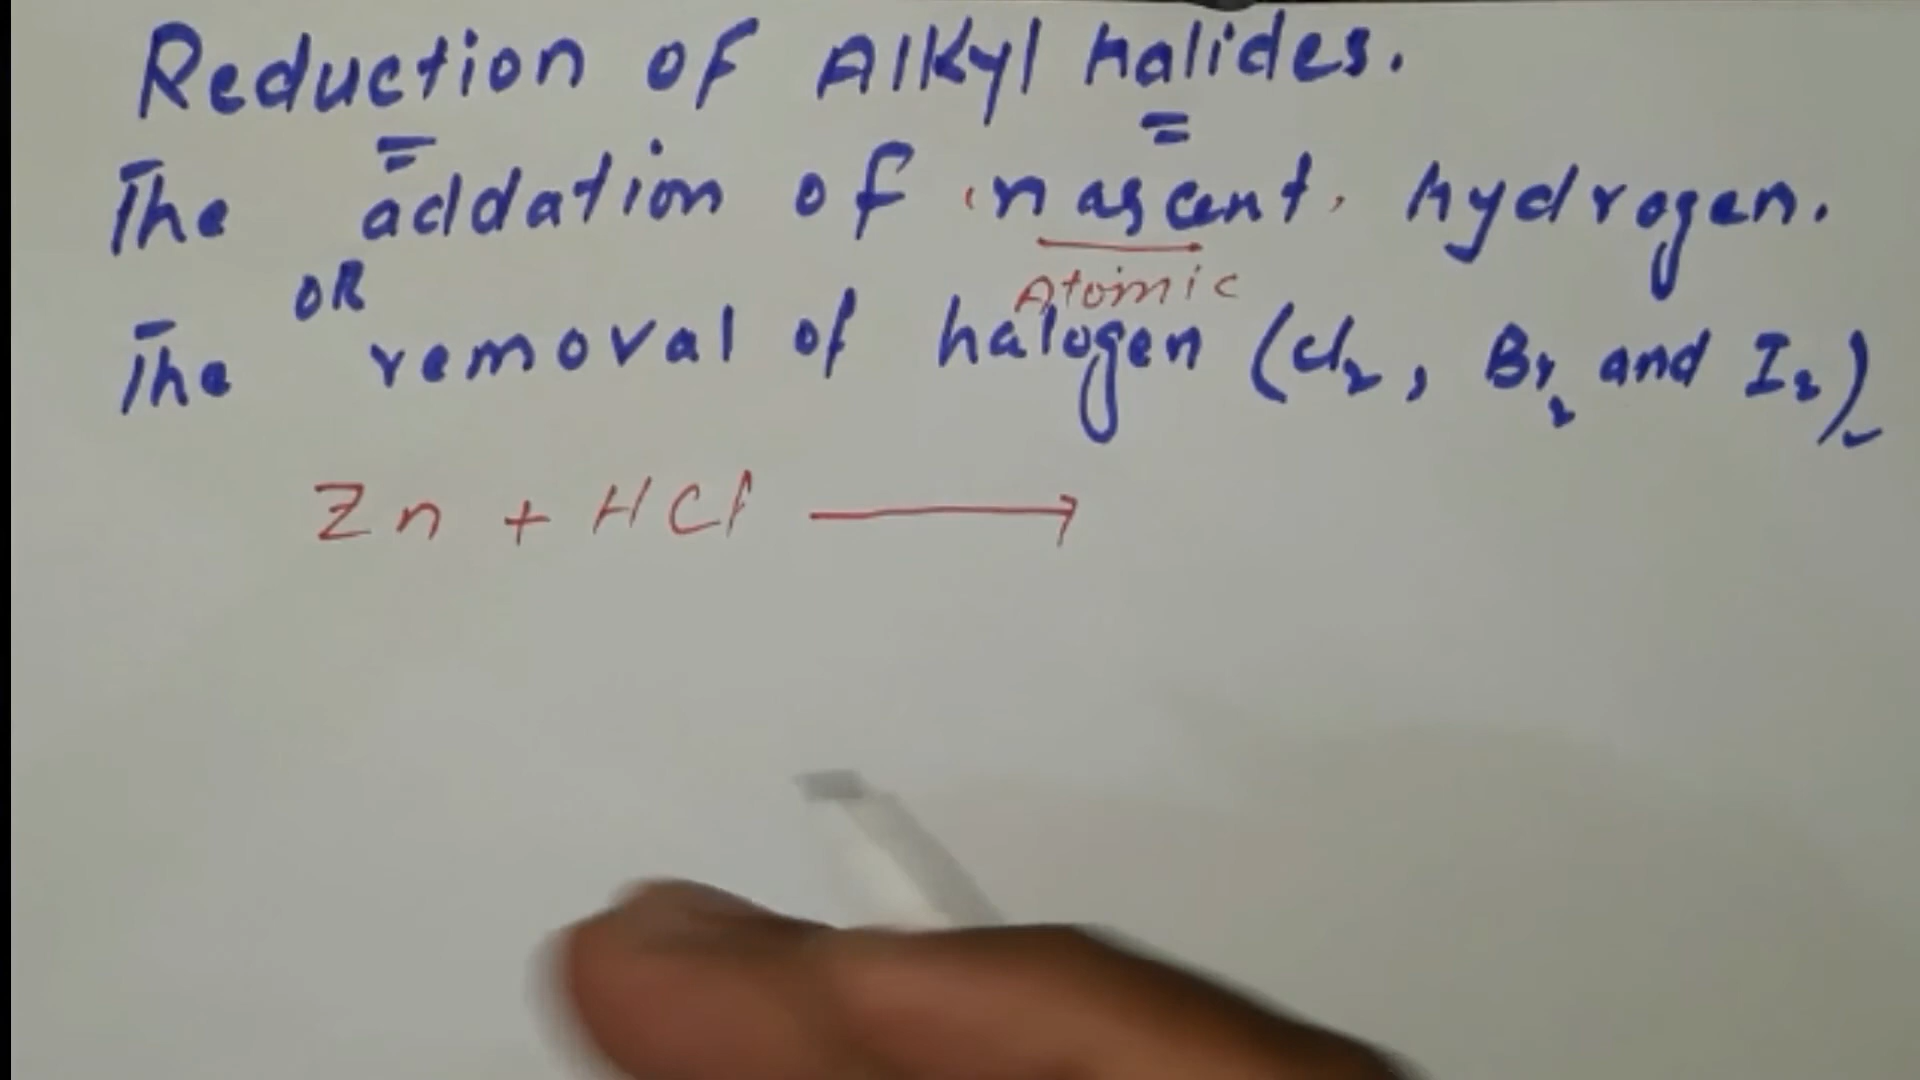 Reduction of Alkyl halides.
The addation of nascent hydrogen.
Atomic
OR
The removal of halogen (Cl₂, Br₂ and I₂)
Zn + HCl ⟶